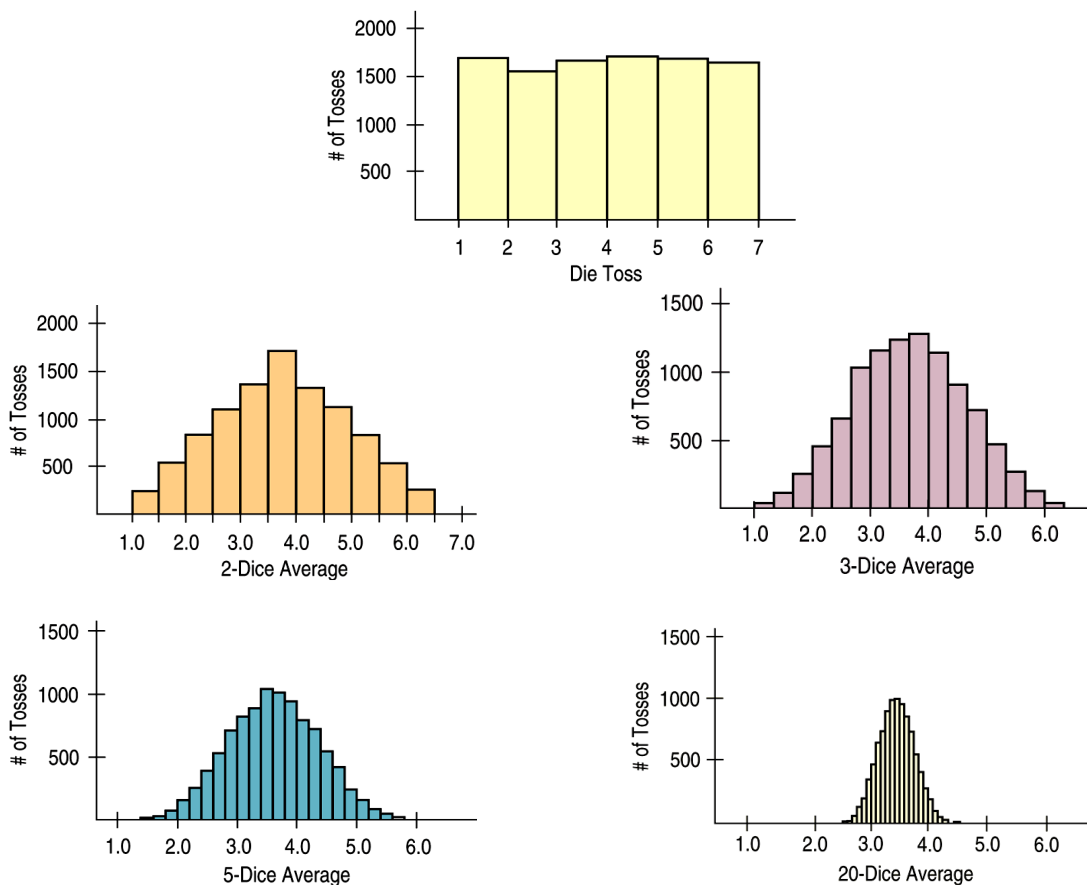 2000
1500
1000
500
# of Tosses
1 2 3 4 5 6 7
Die Toss
2000
1500
1000
500
# of Tosses
1.0 2.0 3.0 4.0 5.0 6.0 7.0
2-Dice Average
1500
1000
500
# of Tosses
1.0 2.0 3.0 4.0 5.0 6.0
3-Dice Average
1500
1000
500
# of Tosses
1.0 2.0 3.0 4.0 5.0 6.0
5-Dice Average
1500
1000
500
# of Tosses
1.0 2.0 3.0 4.0 5.0 6.0
20-Dice Average